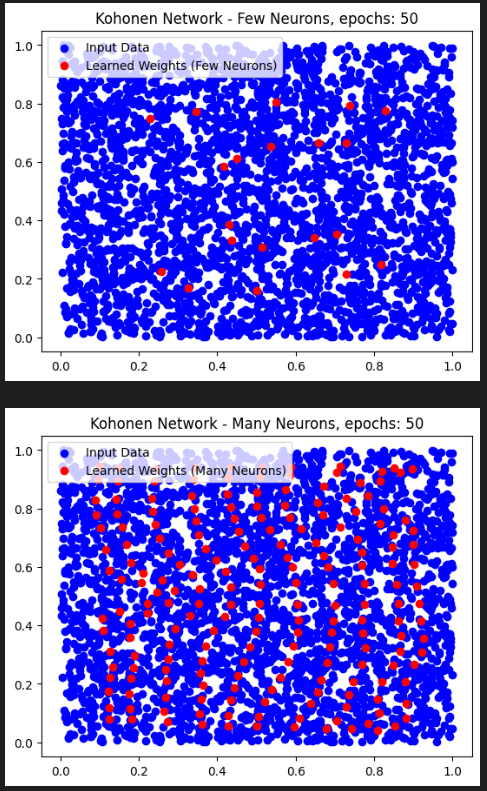 Kohonen Network - Few Neurons, epochs: 50
Input Data
Learned Weights (Few Neurons)
1.0
0.8
0.6
0.4
0.2
0.0
0.0 0.2 0.4 0.6 0.8 1.0
Kohonen Network - Many Neurons, epochs: 50
Input Data
Learned Weights (Many Neurons)
1.0
0.8
0.6
0.4
0.2
0.0
0.0 0.2 0.4 0.6 0.8 1.0